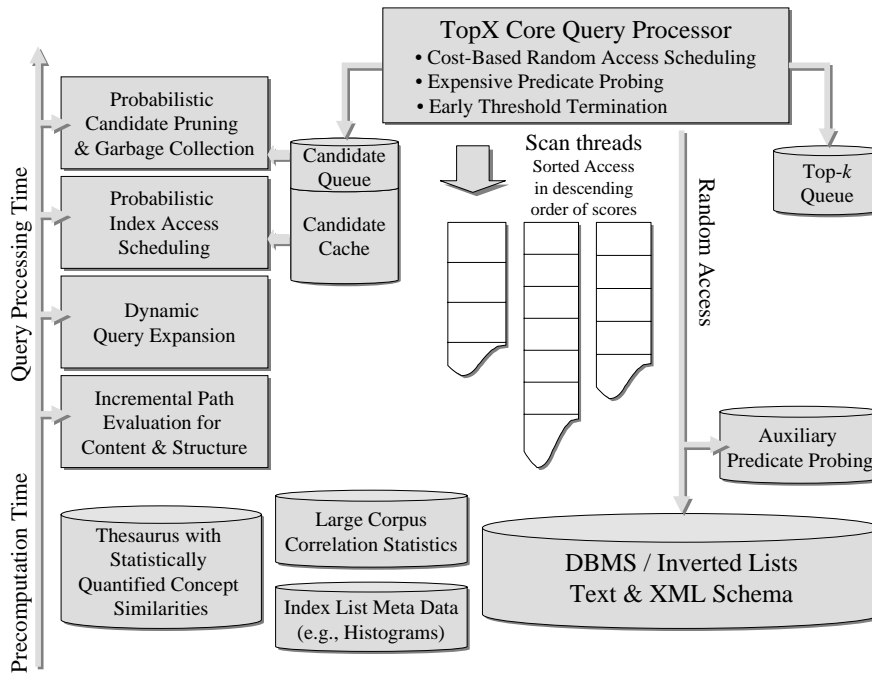 TopX Core Query Processor
• Cost-Based Random Access Scheduling
• Expensive Predicate Probing
• Early Threshold Termination
Probabilistic
Candidate Pruning
& Garbage Collection
Candidate
Queue
Candidate
Cache
Scan threads
Sorted Access
in descending
order of scores
Top-k
Queue
Random Access
Probabilistic
Index Access
Scheduling
Dynamic
Query Expansion
Incremental Path
Evaluation for
Content & Structure
Query Prccessing Time
Auxiliary
Predicate Probing
Precomputation Time
Thesaurus with
Statistically
Quantified Concept
Similarities
Large Corpus
Correlation Statistics
Index List Meta Data
(e.g., Histograms)
DBMS / Inverted Lists
Text & XML Schema